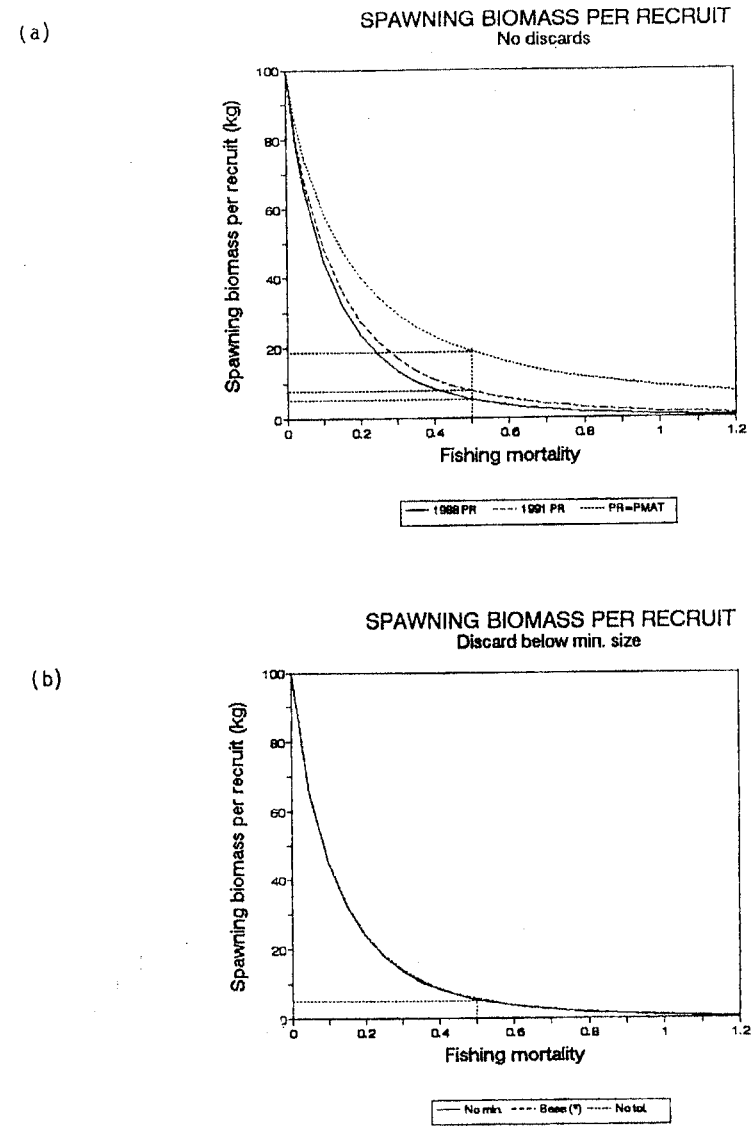 (a)
SPAWNING BIOMASS PER RECRUIT
No discards
Spawning biomass per recruit (kg)
100
80
60
40
20
0
0 0.2 0.4 0.6 0.8 1 1.2
Fishing mortality
1988 PR 1991 PR PR=PMAT
(b)
SPAWNING BIOMASS PER RECRUIT
Discard below min. size
Spawning biomass per recruit (kg)
100
80
60
40
20
0
0 0.2 0.4 0.6 0.8 1 1.2
Fishing mortality
No min. Base (*) No tol.